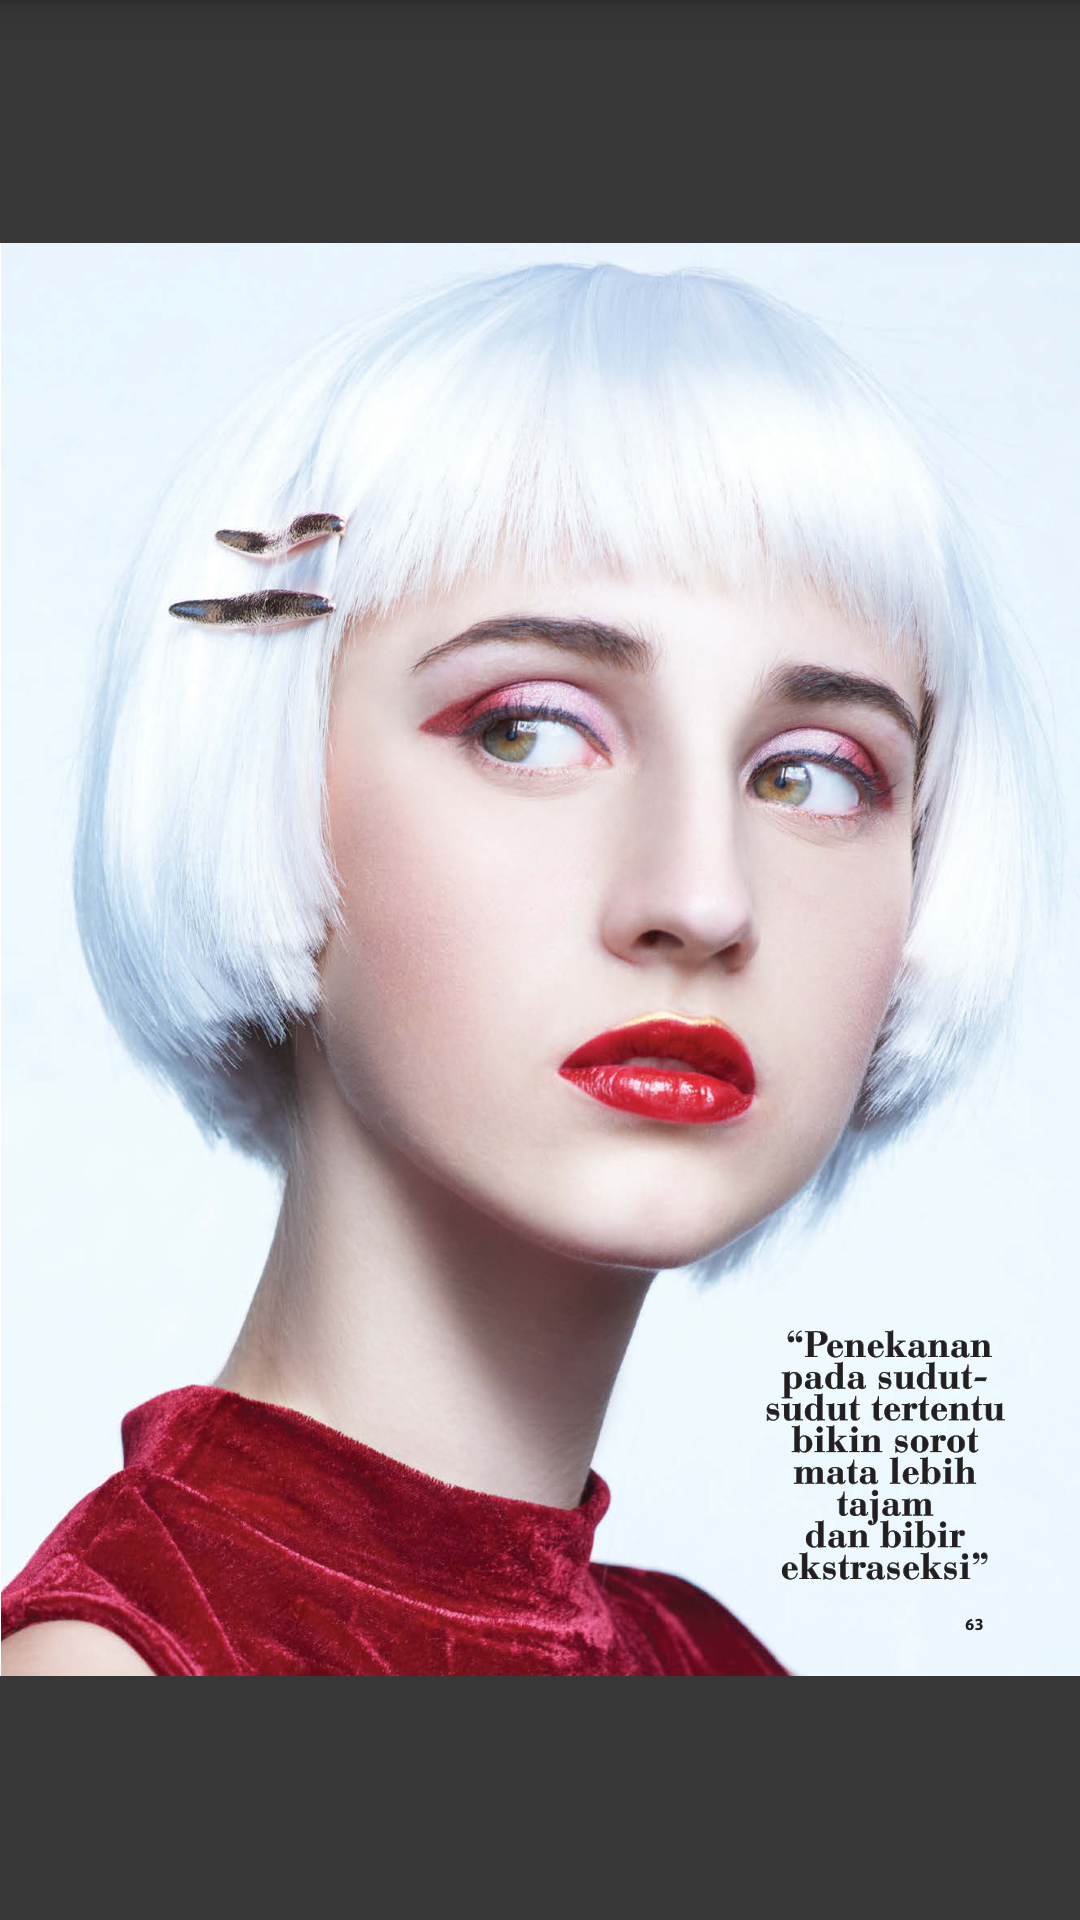 “Penekanan
pada sudut-
sudut tertentu
bikin sorot
mata lebih
tajam
dan bibir
ekstraseksi”
63